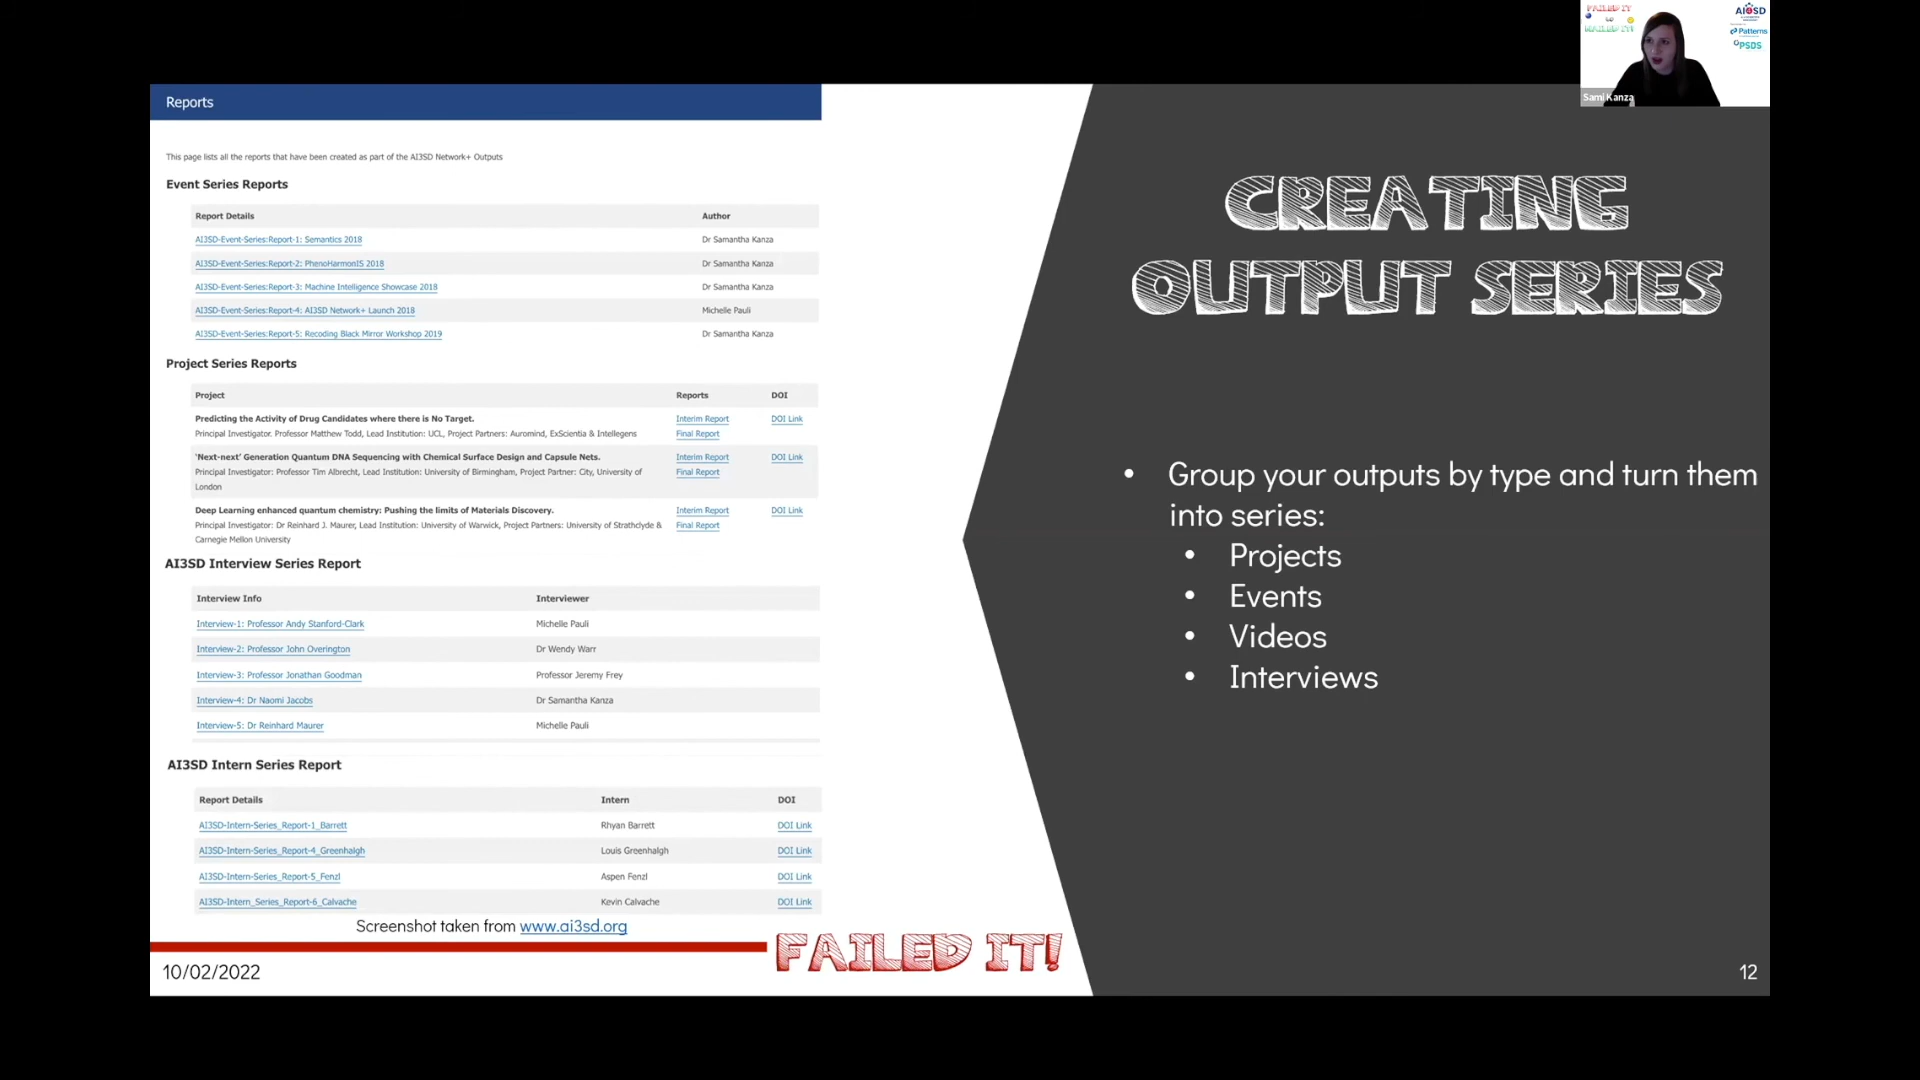 FAILED IT
NAILED IT!
AI3SD
Patterns
PSDS
Sami Kanza
Reports
This page lists all the reports that have been created as part of the AI3SD Network+ Outputs
Event Series Reports
Report Details Author
AI3SD-Event-Series:Report-1: Semantics 2018 Dr Samantha Kanza
AI3SD-Event-Series:Report-2: PhenoHarmonIS 2018 Dr Samantha Kanza
AI3SD-Event-Series:Report-3: Machine Intelligence Showcase 2018 Dr Samantha Kanza
AI3SD-Event-Series:Report-4: AI3SD Network+ Launch 2018 Michelle Pauli
AI3SD-Event-Series:Report-5: Recoding Black Mirror Workshop 2019 Dr Samantha Kanza
Project Series Reports
Project Reports DOI
Predicting the Activity of Drug Candidates where there is No Target. Interim Report DOI Link
Principal Investigator. Professor Matthew Todd, Lead Institution: UCL, Project Partners: Auromind, ExScientia & Intellegens Final Report
'Next-next' Generation Quantum DNA Sequencing with Chemical Surface Design and Capsule Nets. Interim Report DOI Link
Principal Investigator: Professor Tim Albrecht, Lead Institution: University of Birmingham, Project Partner: City, University of Final Report
London
Deep Learning enhanced quantum chemistry: Pushing the limits of Materials Discovery. Interim Report DOI Link
Principal Investigator: Dr Reinhard J. Maurer, Lead Institution: University of Warwick, Project Partners: University of Strathclyde & Final Report
Carnegie Mellon University
AI3SD Interview Series Report
Interview Info Interviewer
Interview-1: Professor Andy Stanford-Clark Michelle Pauli
Interview-2: Professor John Overington Dr Wendy Warr
Interview-3: Professor Jonathan Goodman Professor Jeremy Frey
Interview-4: Dr Naomi Jacobs Dr Samantha Kanza
Interview-5: Dr Reinhard Maurer Michelle Pauli
AI3SD Intern Series Report
Report Details Intern DOI
AI3SD-Intern-Series_Report-1_Barrett Rhyan Barrett DOI Link
AI3SD-Intern-Series_Report-4_Greenhalgh Louis Greenhalgh DOI Link
AI3SD-Intern-Series_Report-5_Fenzl Aspen Fenzl DOI Link
AI3SD-Intern_Series_Report-6_Calvache Kevin Calvache DOI Link
Screenshot taken from www.ai3sd.org
10/02/2022
FAILED IT!
CREATING
OUTPUT SERIES
• Group your outputs by type and turn them
into series:
• Projects
• Events
• Videos
• Interviews
12